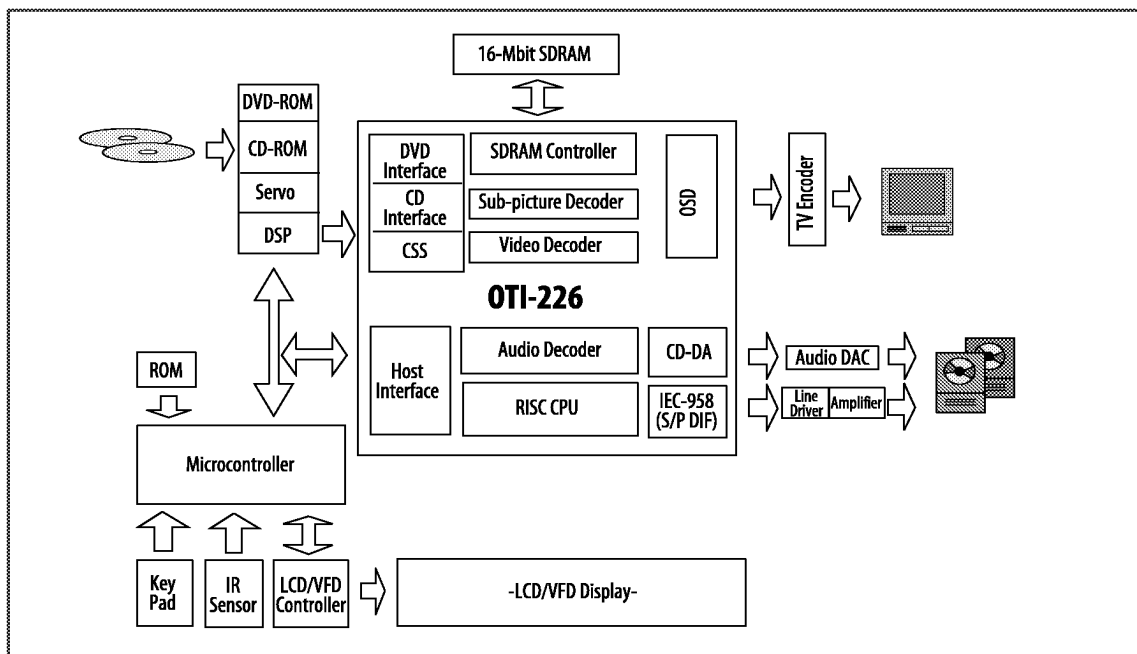 16-Mbit SDRAM
DVD-ROM
CD-ROM
Servo
DSP
DVD
Interface
CD
Interface
CSS
SDRAM Controller
Sub-picture Decoder
Video Decoder
OSD
TV Encoder
OTI-226
Host
Interface
Audio Decoder
RISC CPU
CD-DA
IEC-958
(S/P DIF)
Audio DAC
Line
Driver
Amplifier
ROM
Microcontroller
Key
Pad
IR
Sensor
LCD/VFD
Controller
-LCD/VFD Display-